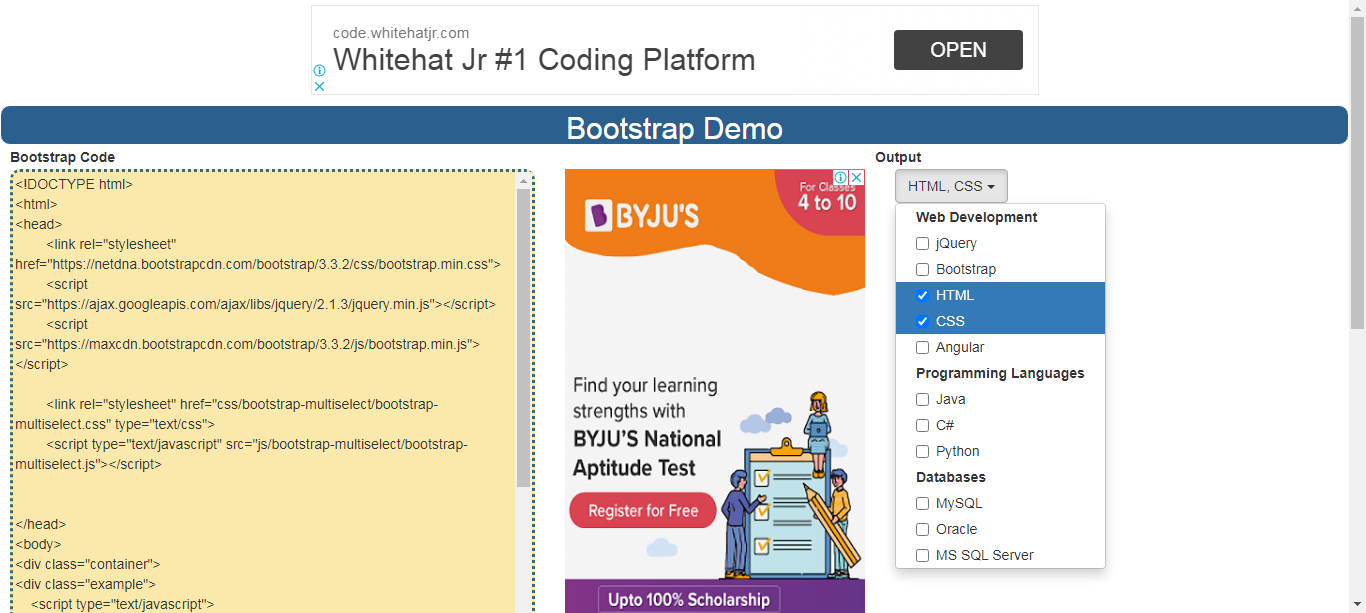 code.whitehatjr.com
Whitehat Jr #1 Coding Platform
OPEN
Bootstrap Demo
Bootstrap Code
<!DOCTYPE html>
<html>
<head>
<link rel="stylesheet"
href="https://netdna.bootstrapcdn.com/bootstrap/3.3.2/css/bootstrap.min.css">
<script
src="https://ajax.googleapis.com/ajax/libs/jquery/2.1.3/jquery.min.js"></script>
<script
src="https://maxcdn.bootstrapcdn.com/bootstrap/3.3.2/js/bootstrap.min.js">
</script>
<link rel="stylesheet" href="css/bootstrap-multiselect/bootstrap-
multiselect.css" type="text/css">
<script type="text/javascript" src="js/bootstrap-multiselect/bootstrap-
multiselect.js"></script>
</head>
<body>
<div class="container">
<div class="example">
<script type="text/javascript">
For Classes
4 to 10
BYJU'S
Find your learning
strengths with
BYJU'S National
Aptitude Test
Register for Free
Upto 100% Scholarship
Output
HTML, CSS
Web Development
jQuery
Bootstrap
HTML
CSS
Angular
Programming Languages
Java
C#
Python
Databases
MySQL
Oracle
MS SQL Server